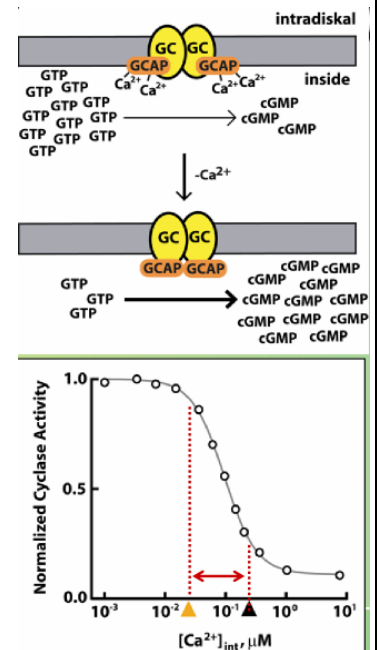 intradiskal
GC GC
GCAP GCAP
inside
Ca²⁺ Ca²⁺ Ca²⁺ Ca²⁺
GTP
GTP GTP
GTP GTP
GTP GTP GTP
GTP GTP GTP
GTP
cGMP
cGMP
cGMP
-Ca²⁺
GC GC
GCAP GCAP
GTP
GTP
GTP
cGMP cGMP
cGMP cGMP
cGMP cGMP cGMP
cGMP cGMP cGMP
cGMP cGMP
Normalized Cyclase Activity
1.0
0.5
0.0
10⁻³ 10⁻² 10⁻¹ 10⁰ 10¹
[Ca²⁺]int, μM